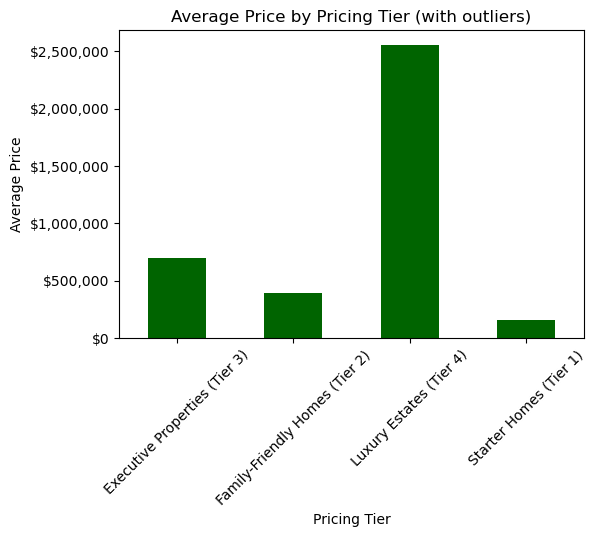 Average Price by Pricing Tier (with outliers)
$2,500,000
$2,000,000
$1,500,000
$1,000,000
$500,000
$0
Average Price
Executive Properties (Tier 3)
Family-Friendly Homes (Tier 2)
Luxury Estates (Tier 4)
Starter Homes (Tier 1)
Pricing Tier